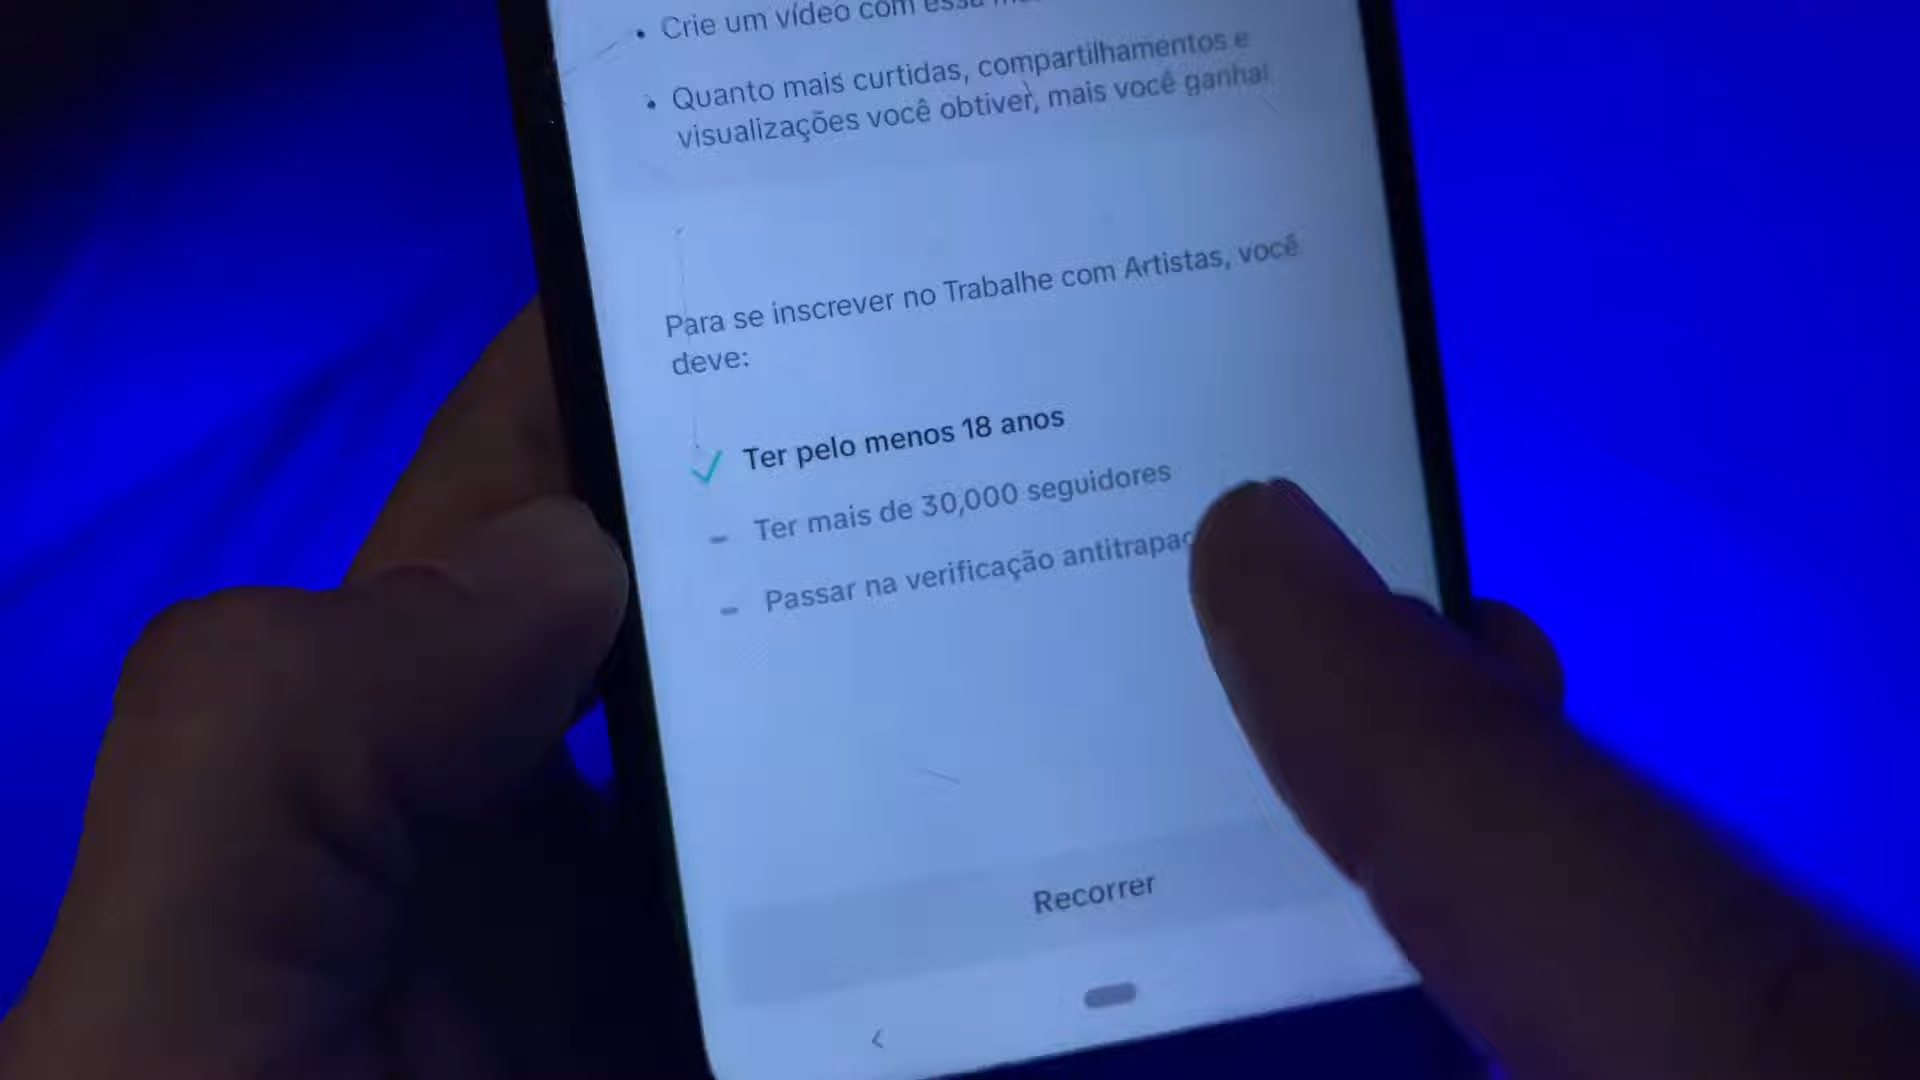 • Crie um vídeo com essa
• Quanto mais curtidas, compartilhamentos e
visualizações você obtiver, mais você ganha!
Para se inscrever no Trabalhe com Artistas, você
deve:
Ter pelo menos 18 anos
- Ter mais de 30,000 seguidores
- Passar na verificação antitrapaç
Recorrer